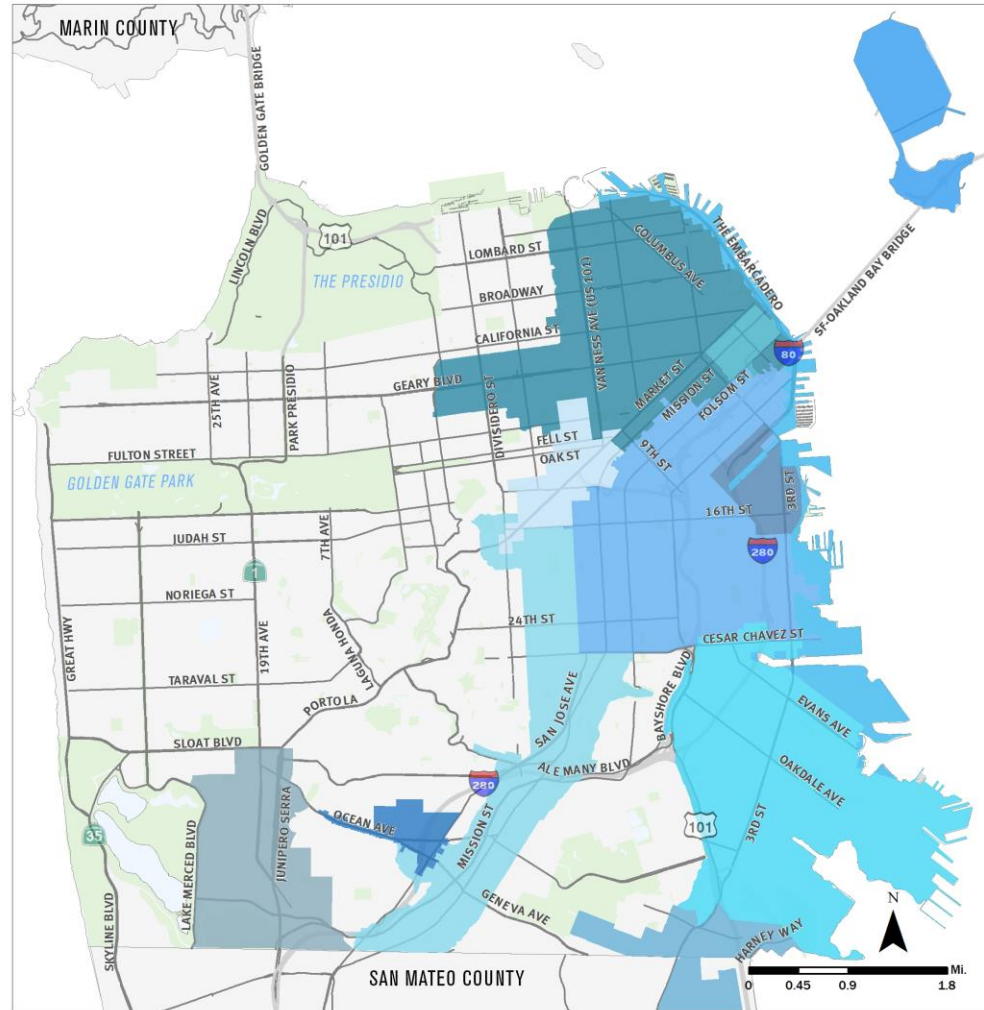 MARIN COUNTY
GOLDEN GATE BRIDGE
LINCOLN BLVD
101
THE PRESIDIO
LOMBARD ST
COLUMBUS AVE
THE EMBARCADERO
BROADWAY
VAN NESS AVE (US 101)
SF-OAKLAND BAY BRIDGE
CALIFORNIA ST
80
GEARY BLVD
MARKET ST
MISSION ST
FOLSOM ST
25TH AVE
PARK PRESIDIO
DIVISIDERO ST
FELL ST
OAK ST
9TH ST
FULTON STREET
GOLDEN GATE PARK
3RD ST
16TH ST
JUDAH ST
7TH AVE
280
1
NORIEGA ST
24TH ST
CESAR CHAVEZ ST
GREAT HWY
19TH AVE
LAGUNA HONDA
TARAVAL ST
PORTOLA
SAN JOSE AVE
BAYSHORE BLVD
EVANS AVE
SLOAT BLVD
ALEMANY BLVD
OAKDALE AVE
280
OCEAN AVE
MISSION ST
101
3RD ST
35
LAKE MERCED BLVD
JUNIPERO SERRA
GENEVA AVE
N
SKYLINE BLVD
HARNEY WAY
SAN MATEO COUNTY
Mi.
0 0.45 0.9 1.8